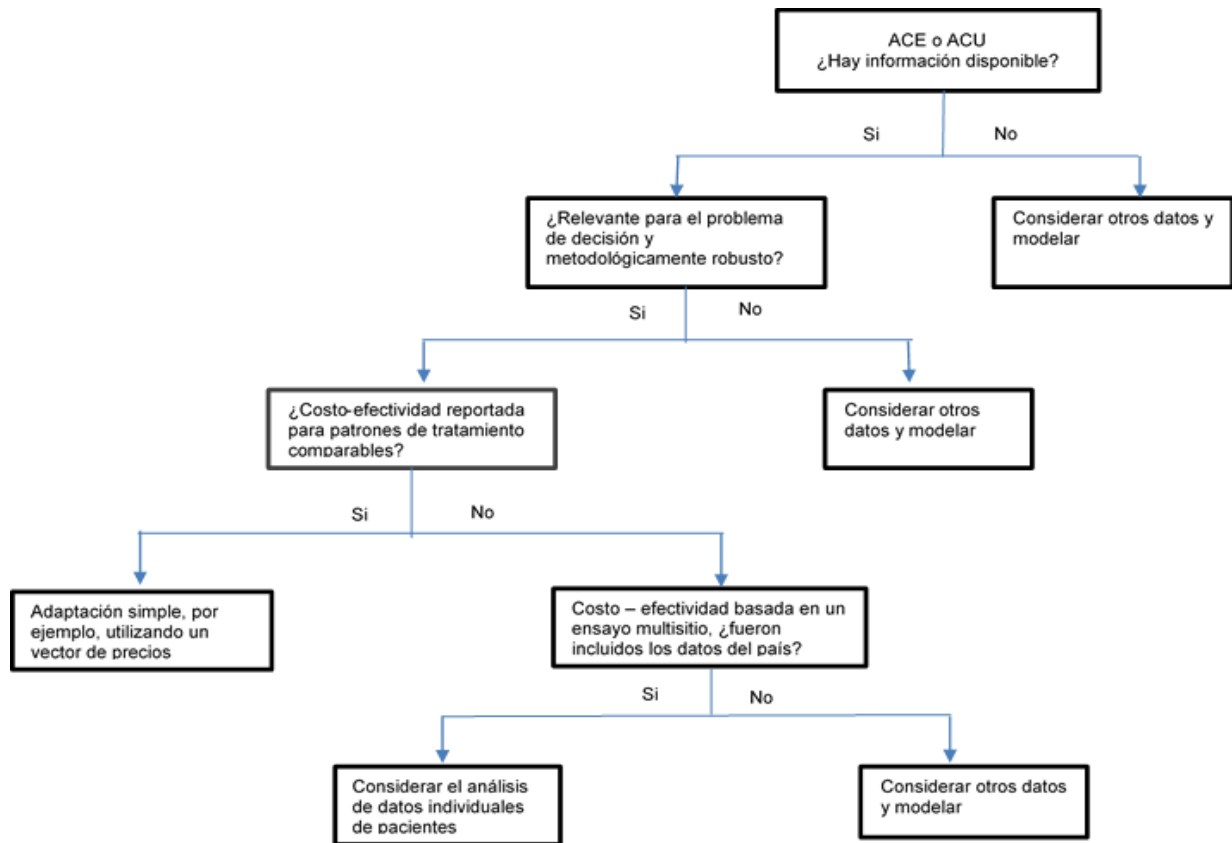 ACE o ACU
¿Hay información disponible?
Si
No
¿Relevante para el problema
de decisión y
metodológicamente robusto?
Considerar otros datos y
modelar
Si
No
¿Costo-efectividad reportada
para patrones de tratamiento
comparables?
Considerar otros
datos y modelar
Si
No
Adaptación simple, por
ejemplo, utilizando un
vector de precios
Costo – efectividad basada en un
ensayo multisitio, ¿fueron
incluidos los datos del país?
Si
No
Considerar el análisis
de datos individuales
de pacientes
Considerar otros datos
y modelar